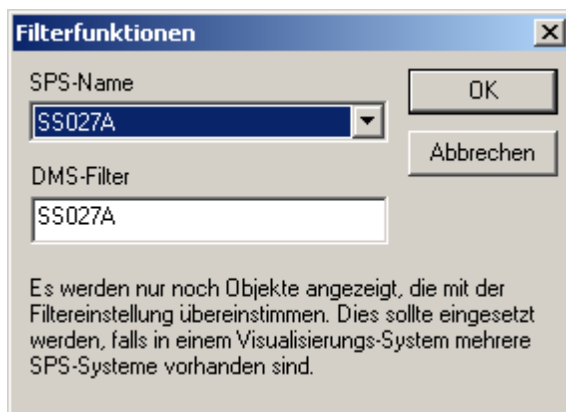 Filterfunktionen
SPS-Name
SS027A
OK
Abbrechen
DMS-Filter
SS027A
Es werden nur noch Objekte angezeigt, die mit der
Filtereinstellung übereinstimmen. Dies sollte eingesetzt
werden, falls in einem Visualisierungs-System mehrere
SPS-Systeme vorhanden sind.